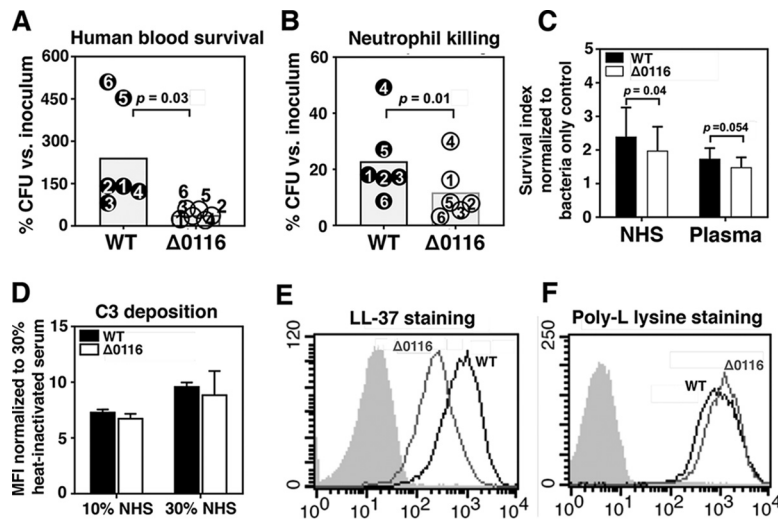 A
Human blood survival
% CFU vs. inoculum
600
450
300
150
0
p = 0.03
6
5
2 1 4
3
6 5 2
WT Δ0116
B
Neutrophil killing
% CFU vs. inoculum
60
40
20
0
p = 0.01
4
5
1 2 3
6
4
1
6 5 3 2
WT Δ0116
C
Survival index
normalized to
bacteria only control
5
4
3
2
1
0
WT
Δ0116
p = 0.04
p=0.054
NHS Plasma
D
C3 deposition
MFI normalized to 30%
heat-inactivated serum
15
10
5
0
WT
Δ0116
10% NHS 30% NHS
E
LL-37 staining
120
0
Δ0116
WT
10⁰ 10¹ 10² 10³ 10⁴
F
Poly-L lysine staining
250
0
Δ0116
WT
10⁰ 10¹ 10² 10³ 10⁴